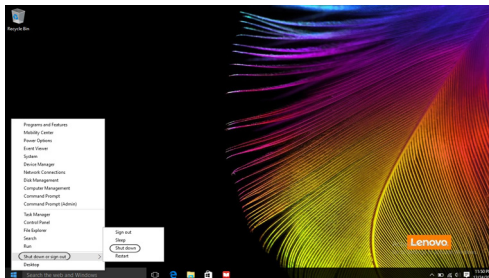 Recycle Bin
Programs and Features
Mobility Center
Power Options
Event Viewer
System
Device Manager
Network Connections
Disk Management
Computer Management
Command Prompt
Command Prompt (Admin)
Task Manager
Control Panel
File Explorer
Search
Run
Shut down or sign out
Desktop
Sign out
Sleep
Shut down
Restart
Lenovo
Search the web and Windows